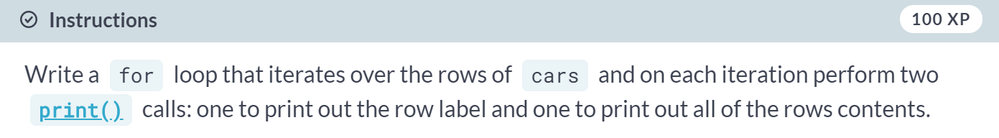 Instructions 100 XP
Write a for loop that iterates over the rows of cars and on each iteration perform two
print() calls: one to print out the row label and one to print out all of the rows contents.